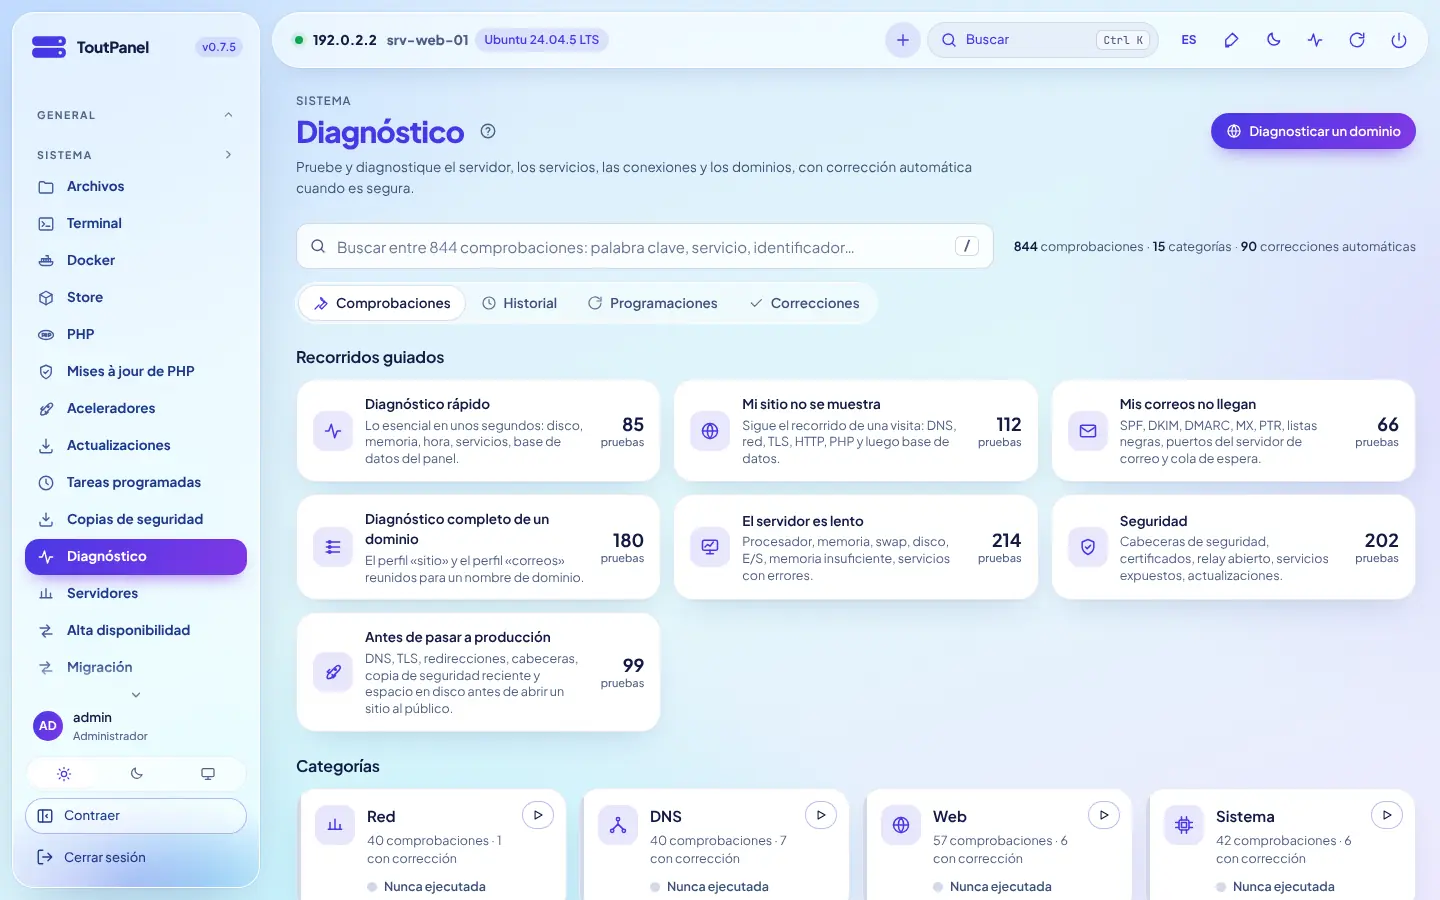 ToutPanel
v0.7.5
GENERAL
SISTEMA
Archivos
Terminal
Docker
Store
PHP
Mises à jour de PHP
Aceleradores
Actualizaciones
Tareas programadas
Copias de seguridad
Diagnóstico
Servidores
Alta disponibilidad
Migración
AD
admin
Administrador
Contraer
Cerrar sesión
192.0.2.2
srv-web-01
Ubuntu 24.04.5 LTS
Buscar
Ctrl K
ES
SISTEMA
Diagnóstico
Diagnosticar un dominio
Pruebe y diagnostique el servidor, los servicios, las conexiones y los dominios, con corrección automática
cuando es segura.
Buscar entre 844 comprobaciones: palabra clave, servicio, identificador...
/
844 comprobaciones · 15 categorías · 90 correcciones automáticas
Comprobaciones
Historial
Programaciones
Correcciones
Recorridos guiados
Diagnóstico rápido
Lo esencial en unos segundos: disco,
memoria, hora, servicios, base de
datos del panel.
85
pruebas
Mi sitio no se muestra
Sigue el recorrido de una visita: DNS,
red, TLS, HTTP, PHP y luego base de
datos.
112
pruebas
Mis correos no llegan
SPF, DKIM, DMARC, MX, PTR, listas
negras, puertos del servidor de
correo y cola de espera.
66
pruebas
Diagnóstico completo de un
dominio
El perfil «sitio» y el perfil «correos»
reunidos para un nombre de dominio.
180
pruebas
El servidor es lento
Procesador, memoria, swap, disco,
E/S, memoria insuficiente, servicios
con errores.
214
pruebas
Seguridad
Cabeceras de seguridad,
certificados, relay abierto, servicios
expuestos, actualizaciones.
202
pruebas
Antes de pasar a producción
DNS, TLS, redirecciones, cabeceras,
copia de seguridad reciente y
espacio en disco antes de abrir un
sitio al público.
99
pruebas
Categorías
Red
40 comprobaciones · 1
con corrección
Nunca ejecutada
DNS
40 comprobaciones · 7
con corrección
Nunca ejecutada
Web
57 comprobaciones · 6
con corrección
Nunca ejecutada
Sistema
42 comprobaciones · 6
con corrección
Nunca ejecutada